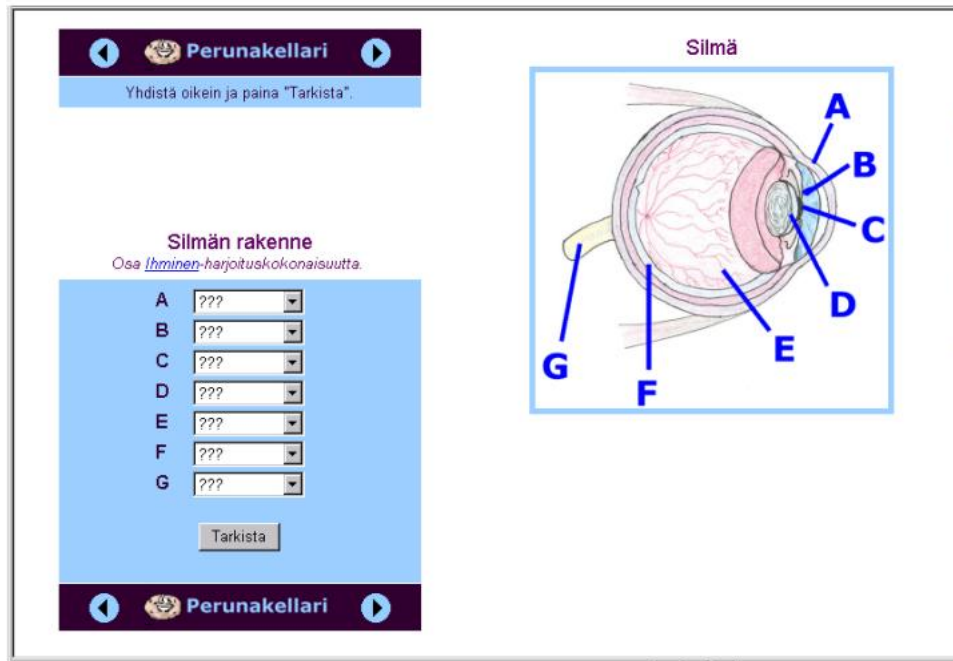 Perunakellari
Yhdistä oikein ja paina "Tarkista".
Silmän rakenne
Osa Ihminen-harjoituskokonaisuutta.
A ???
B ???
C ???
D ???
E ???
F ???
G ???
Tarkista
Perunakellari
Silmä
A
B
C
D
E
F
G